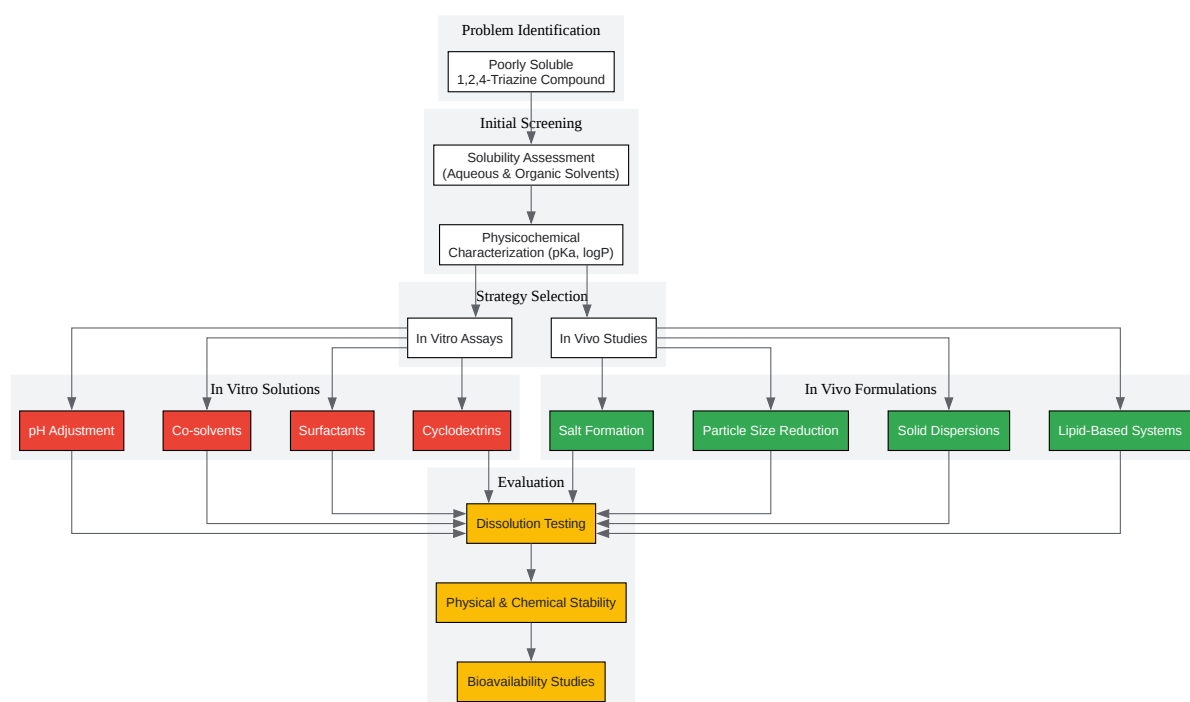 Problem Identification
Poorly Soluble
1,2,4-Triazine Compound
Initial Screening
Solubility Assessment
(Aqueous & Organic Solvents)
Physicochemical
Characterization (pKa, logP)
Strategy Selection
In Vitro Assays
In Vivo Studies
In Vitro Solutions
In Vivo Formulations
pH Adjustment
Co-solvents
Surfactants
Cyclodextrins
Salt Formation
Particle Size Reduction
Solid Dispersions
Lipid-Based Systems
Evaluation
Dissolution Testing
Physical & Chemical Stability
Bioavailability Studies